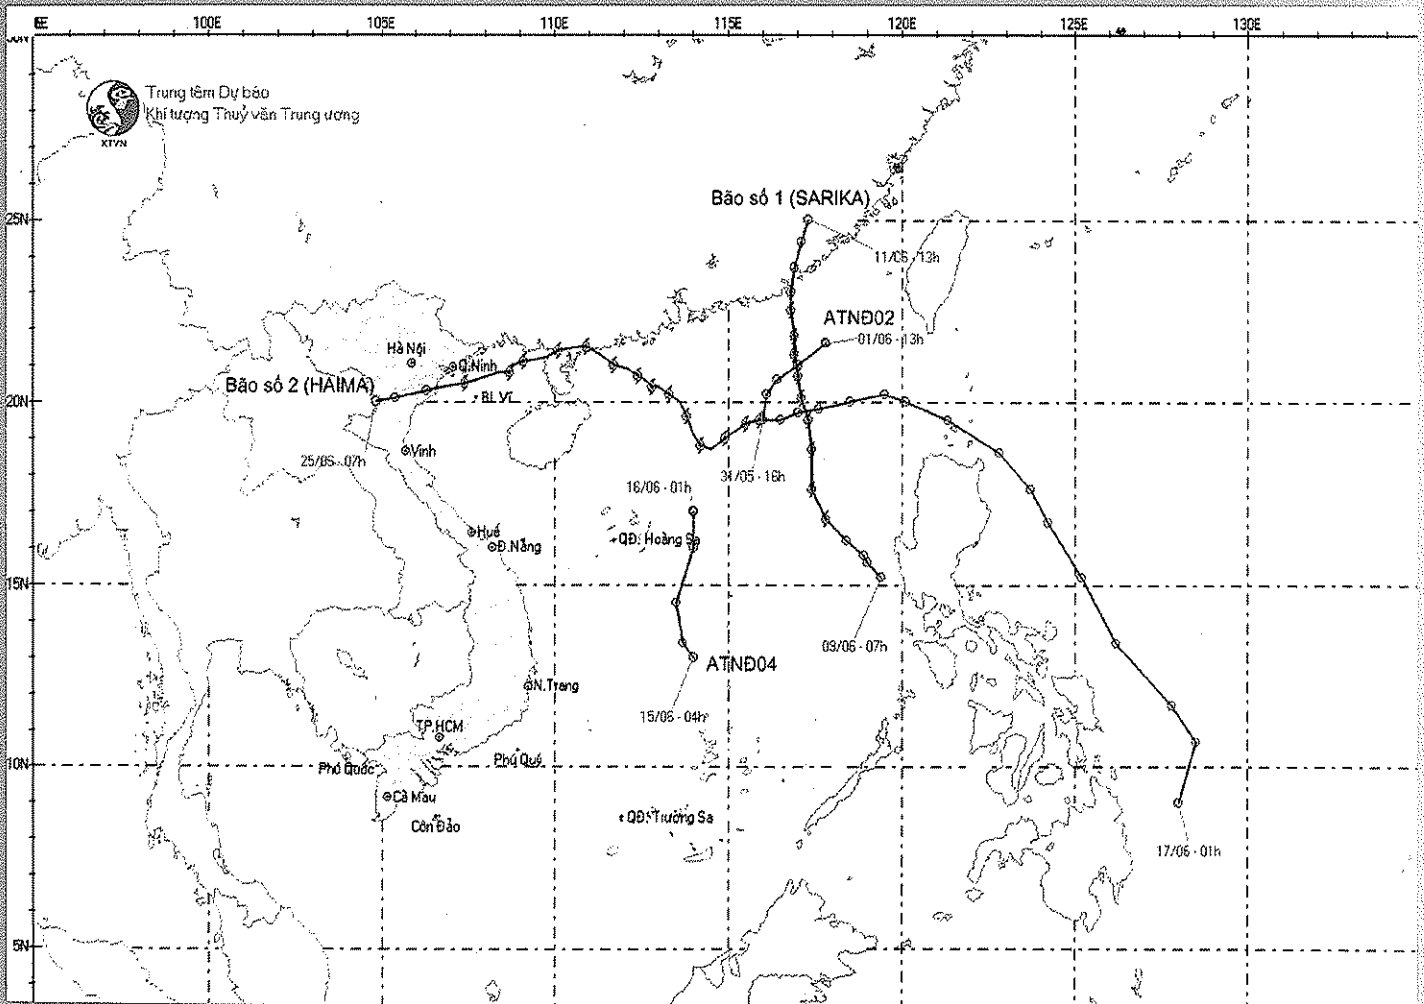 100E 105E 110E 115E 120E 125E 130E
Trung tâm Dự báo
Khí tượng Thuỷ văn Trung ương
KTVN
25N
Bão số 1 (SARIKA)
11/06 - 13h
ATNĐ02
01/06 - 13h
Hà Nội
Q.Ninh
Bão số 2 (HAIMA)
BLVĩ
20N
Vinh
25/06 - 07h
31/05 - 16h
16/06 - 01h
Huế
QĐ. Hoàng Sa
Đ.Nẵng
15N
09/06 - 07h
ATNĐ04
N.Trang
15/06 - 04h
TP.HCM
Phú Quý
Phú Quốc
10N
Cà Mau
QĐ. Trường Sa
Côn Đảo
17/06 - 01h
5N